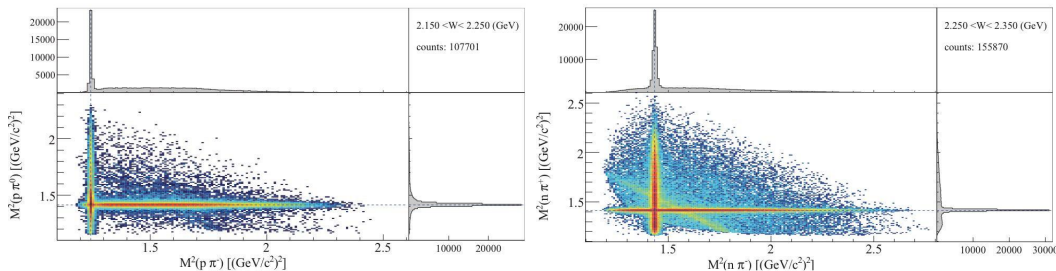 20000
15000
10000
5000
2.150 <W< 2.250 (GeV)
counts: 107701
M²(p π⁰) [(GeV/c²)²]
2
1.5
1.5
2
2.5
10000
20000
M²(p π⁻) [(GeV/c²)²]
20000
10000
2.250 <W< 2.350 (GeV)
counts: 155870
M²(n π⁺) [(GeV/c²)²]
2.5
2
1.5
1.5
2
2.5
10000
20000
30000
M²(n π⁻) [(GeV/c²)²]